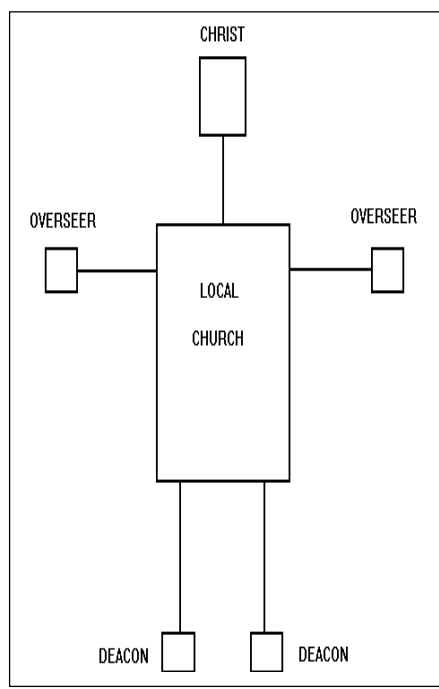 CHRIST
OVERSEER
OVERSEER
LOCAL
CHURCH
DEACON
DEACON